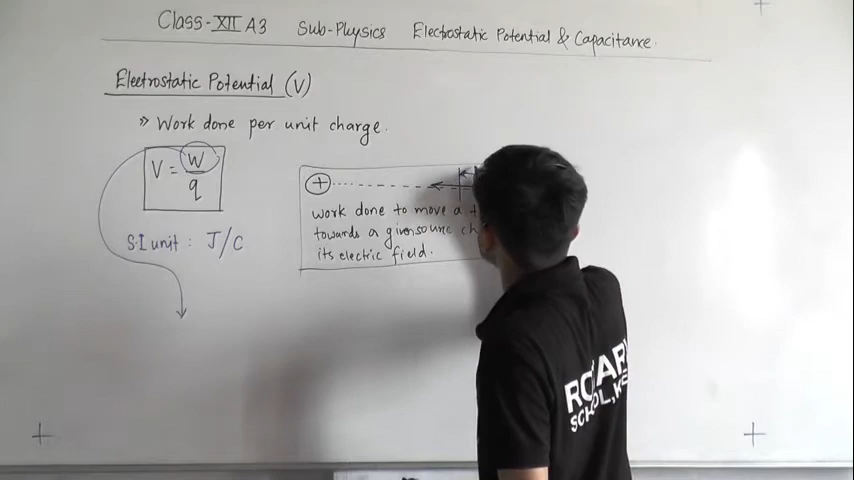 Class-XII A3 Sub-Physics Electrostatic Potential & Capacitance.
Electrostatic Potential (V)
» Work done per unit charge.
V = W/q
S.I unit : J/C
+
work done to move a
towards a given source
its electric field.